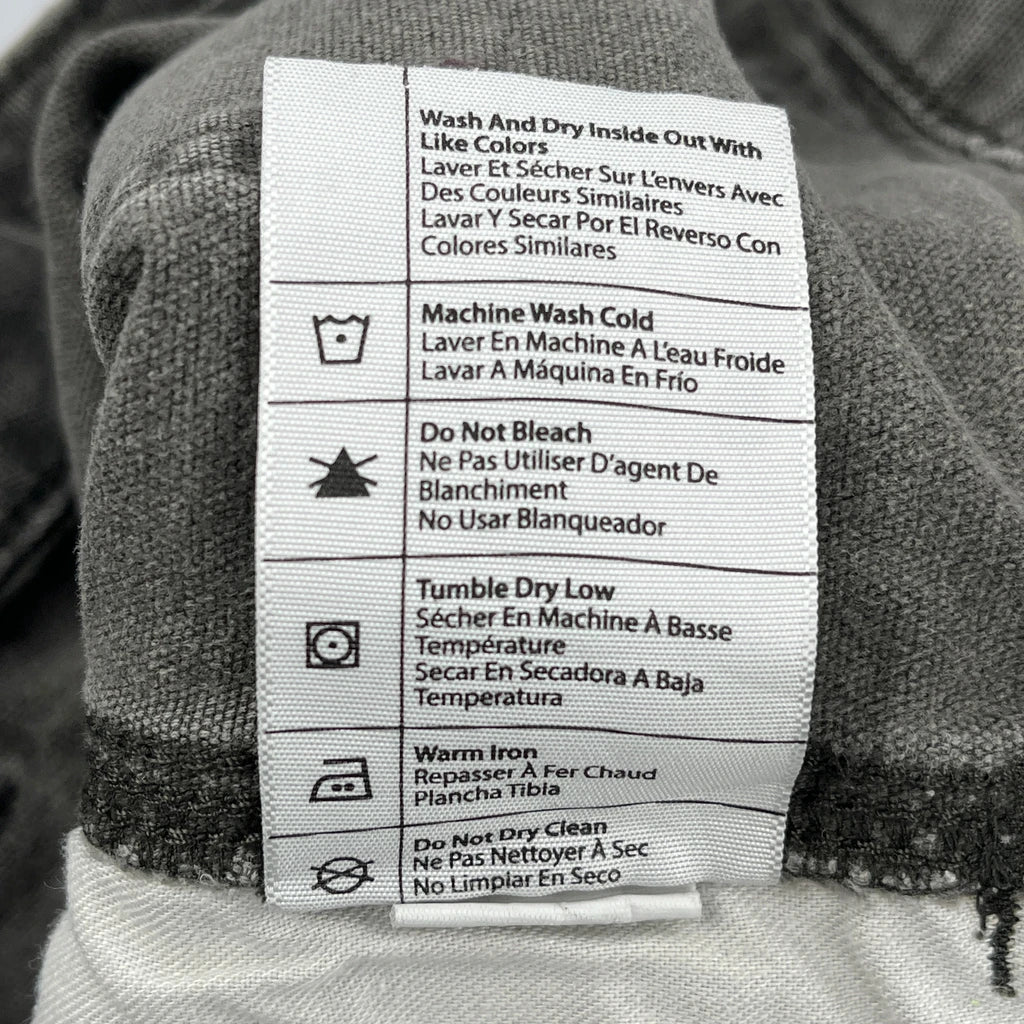 Wash And Dry Inside Out With
Like Colors
Laver Et Sécher Sur L'envers Avec
Des Couleurs Similaires
Lavar Y Secar Por El Reverso Con
Colores Similares
Machine Wash Cold
Laver En Machine A L'eau Froide
Lavar A Máquina En Frío
Do Not Bleach
Ne Pas Utiliser D'agent De
Blanchiment
No Usar Blanqueador
Tumble Dry Low
Sécher En Machine À Basse
Température
Secar En Secadora A Baja
Temperatura
Warm Iron
Repasser À Fer Chaud
Plancha Tibia
Do Not Dry Clean
Ne Pas Nettoyer À Sec
No Limpiar En Seco